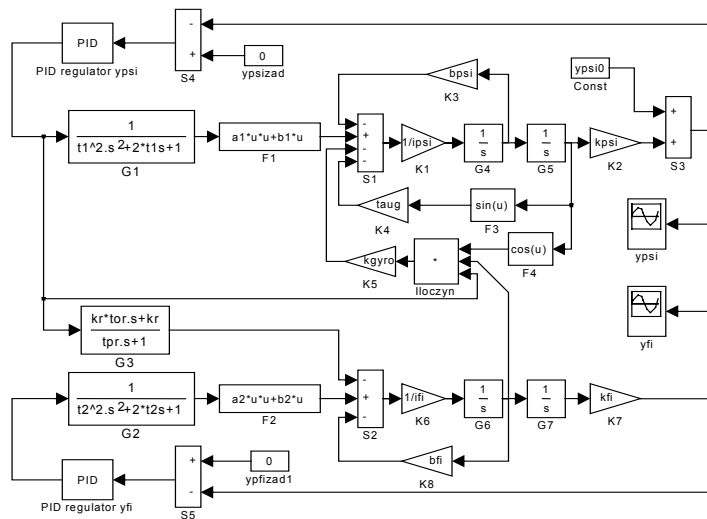 PID
PID regulator ypsi
-
+
S4
0
ypsizad
bpsi
K3
ypsi0
Const
+
+
S3
1
t1^2.s²+2*t1s+1
G1
a1*u*u+b1*u
F1
-
+
-
-
S1
1/ipsi
K1
1
s
G4
1
s
G5
kpsi
K2
taug
K4
sin(u)
F3
cos(u)
F4
kgyro
K5
*
Iloczyn
ypsi
yfi
kr*tor.s+kr
tpr.s+1
G3
1
t2^2.s²+2*t2s+1
G2
a2*u*u+b2*u
F2
-
+
-
S2
1/ifi
K6
1
s
G6
1
s
G7
kfi
K7
bfi
K8
PID
PID regulator yfi
+
-
S5
0
ypfizad1